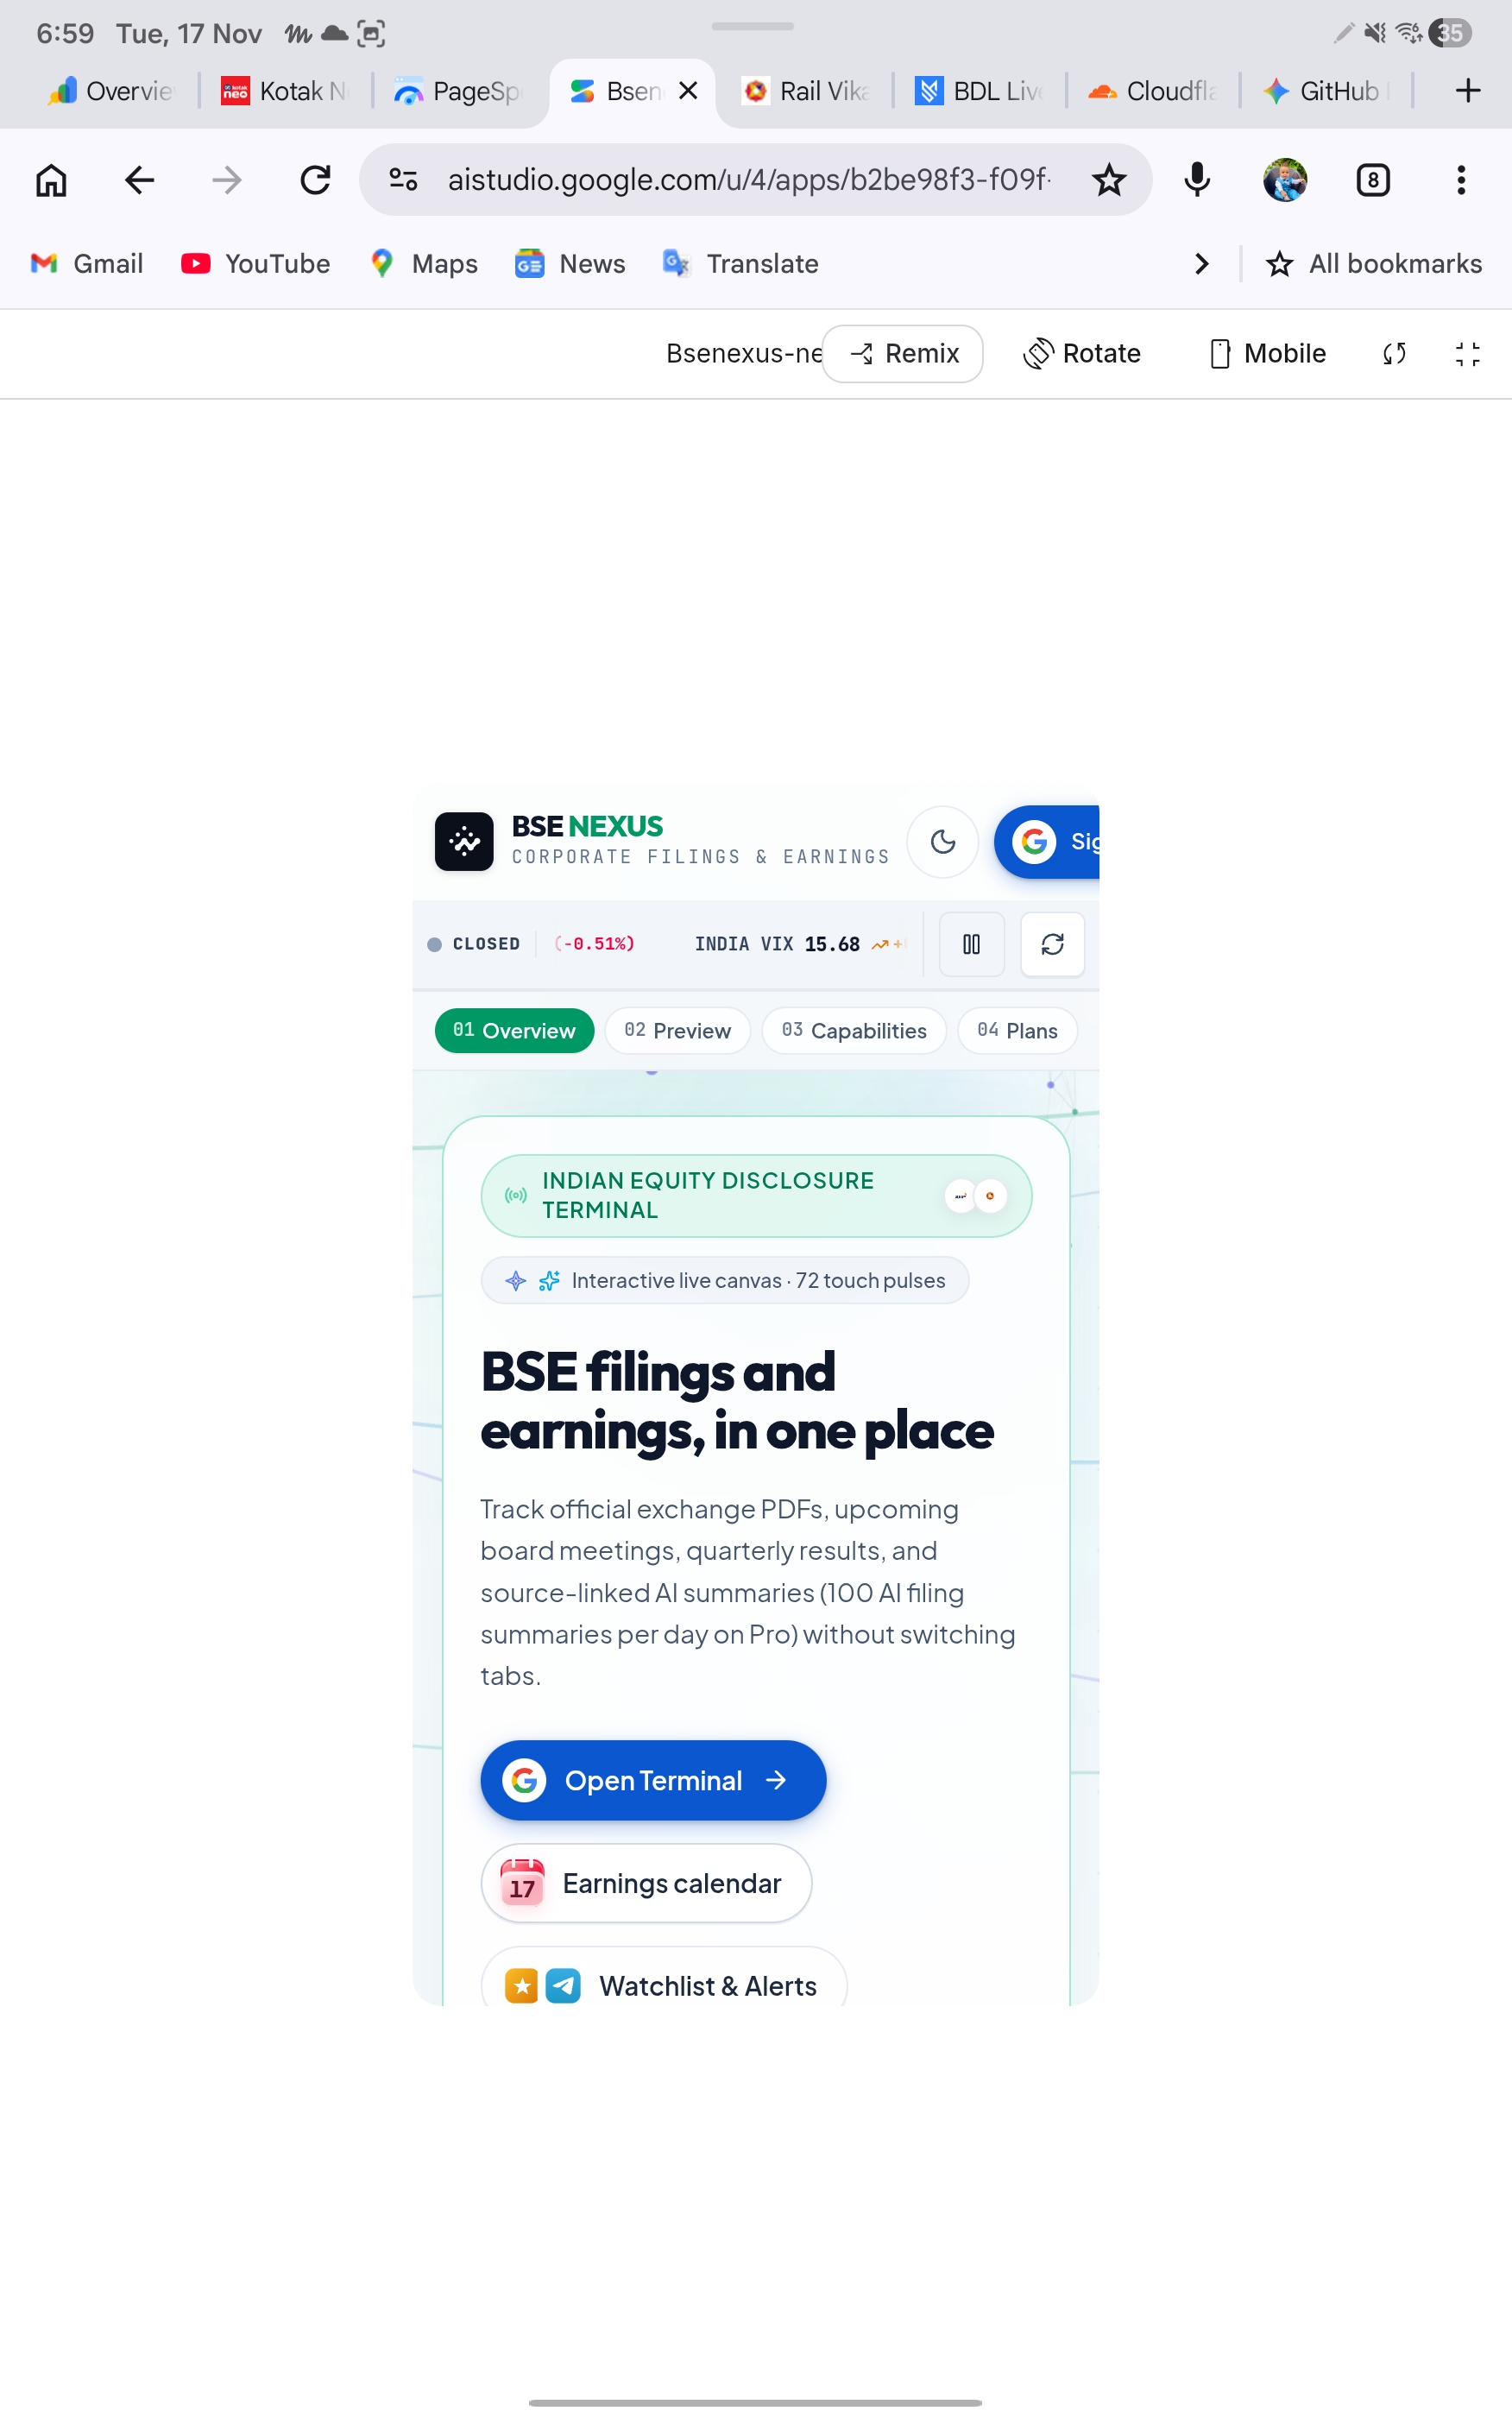 6:59 Tue, 17 Nov
35
Overvie
Kotak N
PageSp
Bsen
Rail Vika
BDL Liv
Cloudfla
GitHub
aistudio.google.com/u/4/apps/b2be98f3-f09f-
8
Gmail
YouTube
Maps
News
Translate
All bookmarks
Bsenexus-ne
Remix
Rotate
Mobile
BSE NEXUS
CORPORATE FILINGS & EARNINGS
Sig
CLOSED
(-0.51%)
INDIA VIX 15.68
01 Overview
02 Preview
03 Capabilities
04 Plans
INDIAN EQUITY DISCLOSURE
TERMINAL
Interactive live canvas · 72 touch pulses
BSE filings and
earnings, in one place
Track official exchange PDFs, upcoming
board meetings, quarterly results, and
source-linked AI summaries (100 AI filing
summaries per day on Pro) without switching
tabs.
Open Terminal
17
Earnings calendar
Watchlist & Alerts